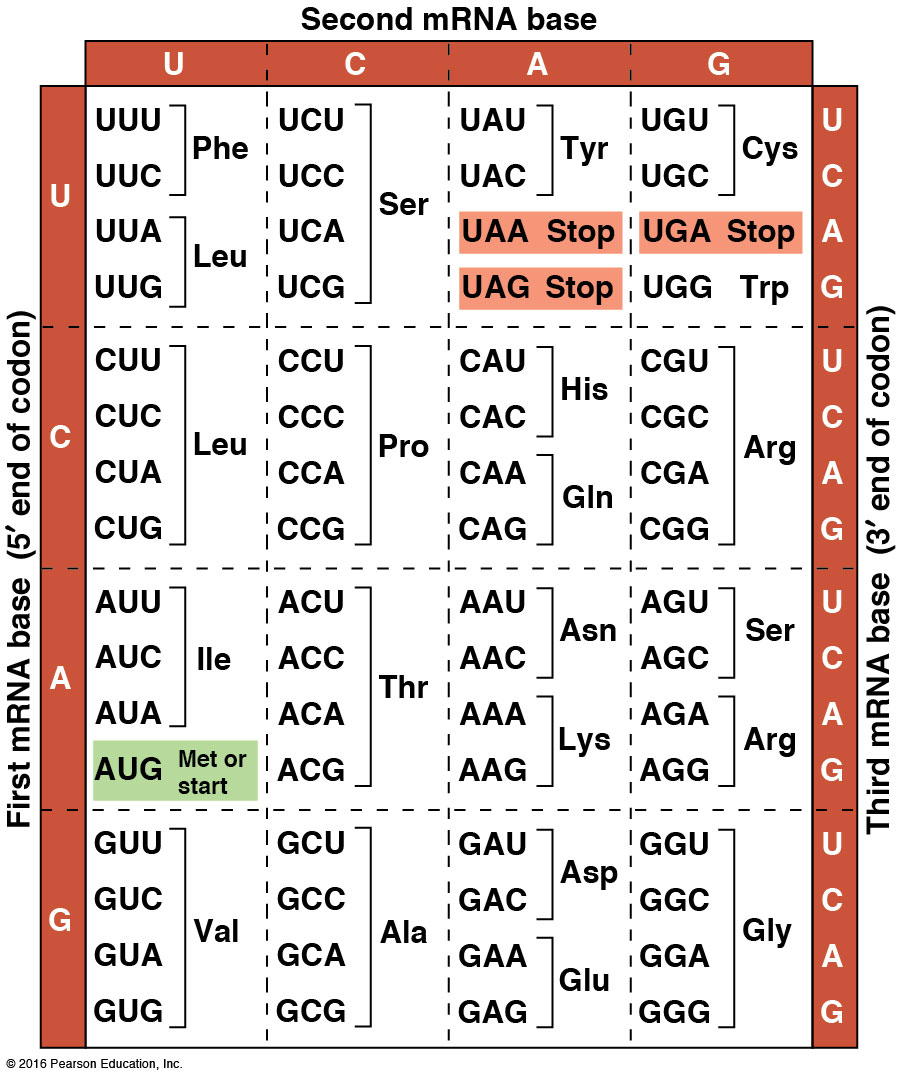 Second mRNA base
U C A G
First mRNA base (5′ end of codon)
Third mRNA base (3′ end of codon)
U
UUU UCU UAU UGU U
Phe Tyr Cys
UUC UCC UAC UGC C
Ser
UUA UCA UAA Stop UGA Stop A
Leu
UUG UCG UAG Stop UGG Trp G
C
CUU CCU CAU CGU U
His
CUC CCC CAC CGC C
Leu Pro Arg
CUA CCA CAA CGA A
Gln
CUG CCG CAG CGG G
A
AUU ACU AAU AGU U
Asn Ser
AUC Ile ACC AAC AGC C
Thr
AUA ACA AAA AGA A
Lys Arg
AUG Met or start ACG AAG AGG G
G
GUU GCU GAU GGU U
Asp
GUC GCC GAC GGC C
Val Ala Gly
GUA GCA GAA GGA A
Glu
GUG GCG GAG GGG G
© 2016 Pearson Education, Inc.